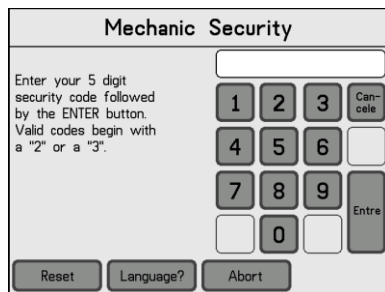 Mechanic Security
Enter your 5 digit
security code followed
by the ENTER button.
Valid codes begin with
a "2" or a "3".
1 2 3 Can-
cele
4 5 6
7 8 9
Entre
0
Reset Language? Abort